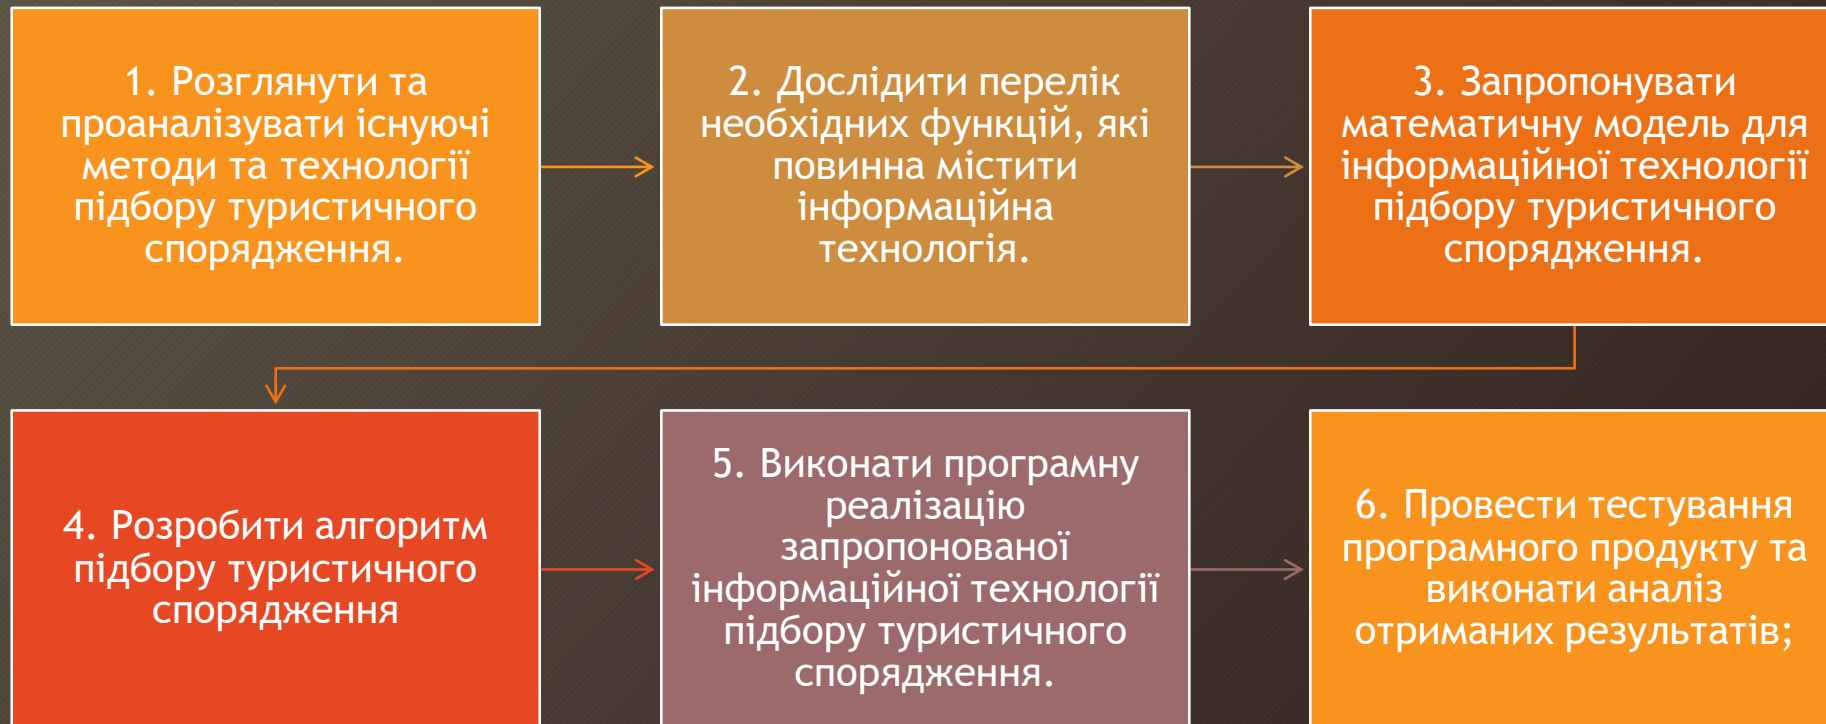 1. Розглянути та
проаналізувати існуючі
методи та технології
підбору туристичного
спорядження.
2. Дослідити перелік
необхідних функцій, які
повинна містити
інформаційна
технологія.
3. Запропонувати
математичну модель для
інформаційної технології
підбору туристичного
спорядження.
4. Розробити алгоритм
підбору туристичного
спорядження
5. Виконати програмну
реалізацію
запропонованої
інформаційної технології
підбору туристичного
спорядження.
6. Провести тестування
програмного продукту та
виконати аналіз
отриманих результатів;